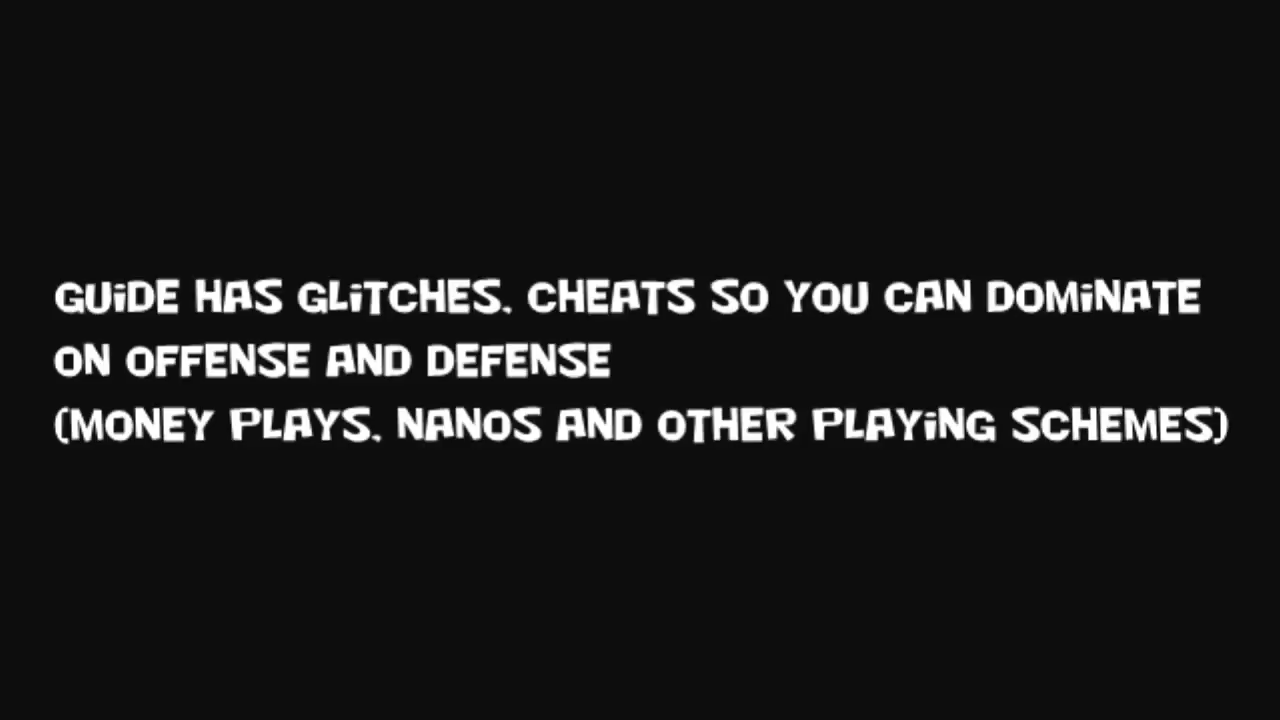 GUiDE HAS GLiTCHES, CHEATS SO YOU CAN DOMiNATE
ON OFFENSE AND DEFENSE
(MONEY PLAYS, NANOS AND OTHER PLAYiNG SCHEMES)